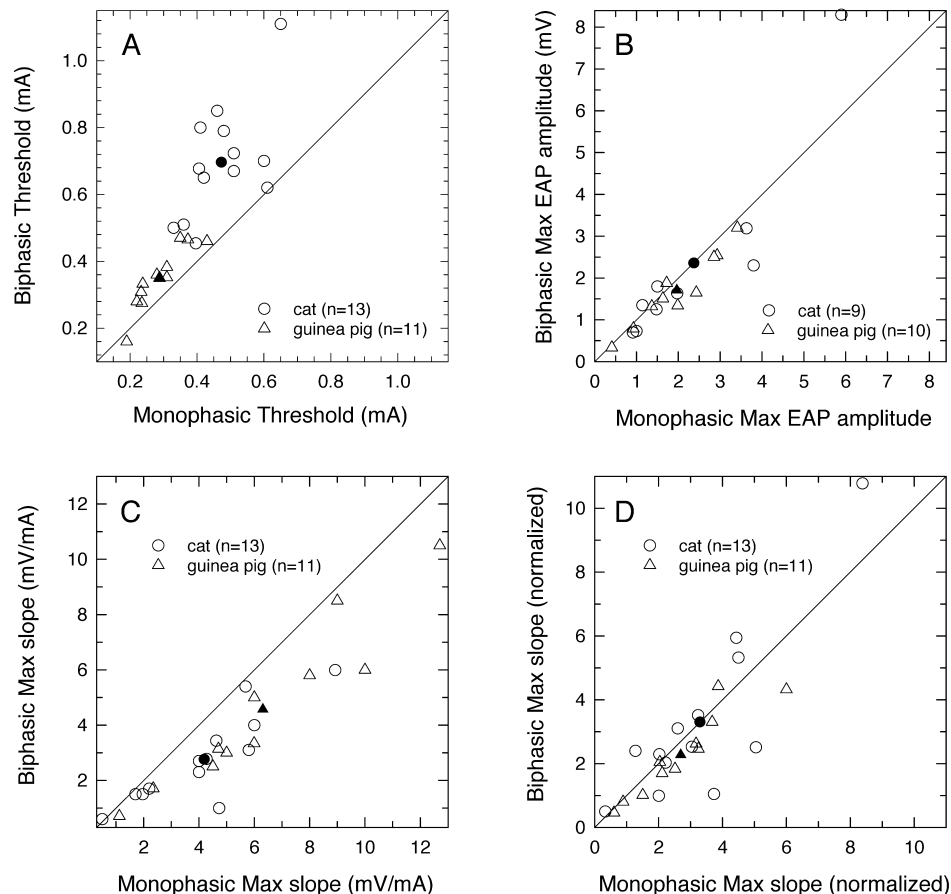 A
Biphasic Threshold (mA)
1.0
0.8
0.6
0.4
0.2
cat (n=13)
guinea pig (n=11)
0.2 0.4 0.6 0.8 1.0
Monophasic Threshold (mA)
B
Biphasic Max EAP amplitude (mV)
8
7
6
5
4
3
2
1
0
cat (n=9)
guinea pig (n=10)
0 1 2 3 4 5 6 7 8
Monophasic Max EAP amplitude
C
Biphasic Max slope (mV/mA)
12
10
8
6
4
2
cat (n=13)
guinea pig (n=11)
2 4 6 8 10 12
Monophasic Max slope (mV/mA)
D
Biphasic Max slope (normalized)
10
8
6
4
2
0
cat (n=13)
guinea pig (n=11)
0 2 4 6 8 10
Monophasic Max slope (normalized)